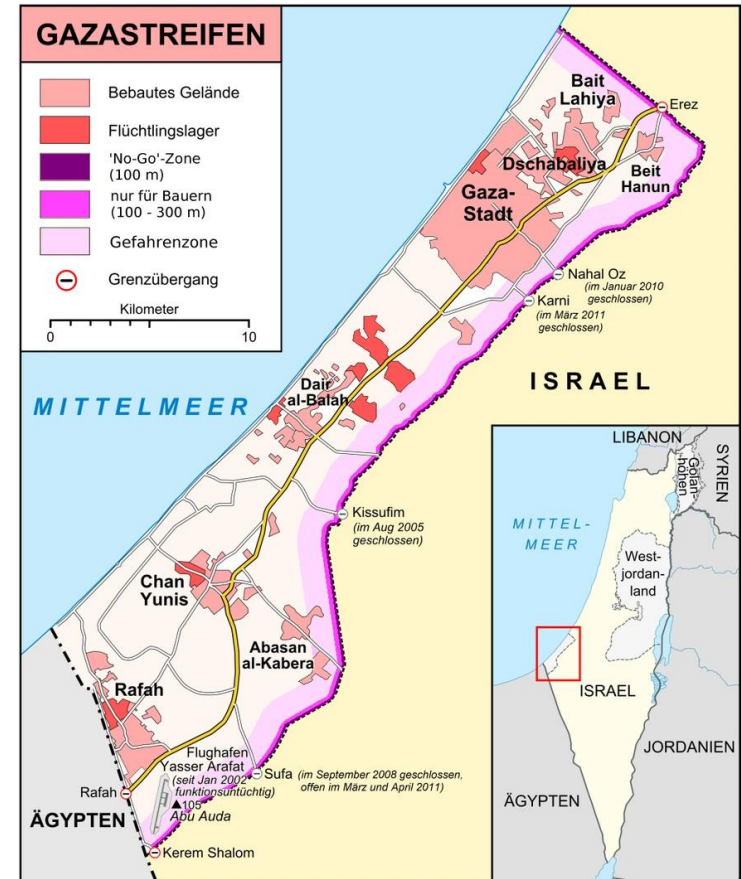 GAZASTREIFEN
Bebautes Gelände
Flüchtlingslager
'No-Go'-Zone
(100 m)
nur für Bauern
(100 - 300 m)
Gefahrenzone
Grenzübergang
Kilometer
0
10
Bait
Lahiya
Erez
Dschabaliya
Beit
Hanun
Gaza-
Stadt
Nahal Oz
(im Januar 2010
geschlossen)
Karni
(im März 2011
geschlossen)
ISRAEL
Dair
al-Balah
MITTELMEER
Kissufim
(im Aug 2005
geschlossen)
Chan
Yunis
Abasan
al-Kabera
Rafah
Flughafen
Yasser Arafat
(seit Jan 2002
funktionsuntüchtig)
Sufa (im September 2008 geschlossen,
offen im März und April 2011)
Rafah
105
Abu Auda
ÄGYPTEN
Kerem Shalom
LIBANON
Golan-
höhen
SYRIEN
MITTEL-
MEER
West-
jordan-
land
ISRAEL
JORDANIEN
ÄGYPTEN